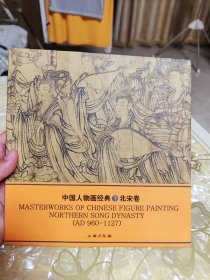 中国人物画经典 北宋卷
MASTERWORKS OF CHINESE FIGURE PAINTING
NORTHERN SONG DYNASTY
(AD 960-1127)